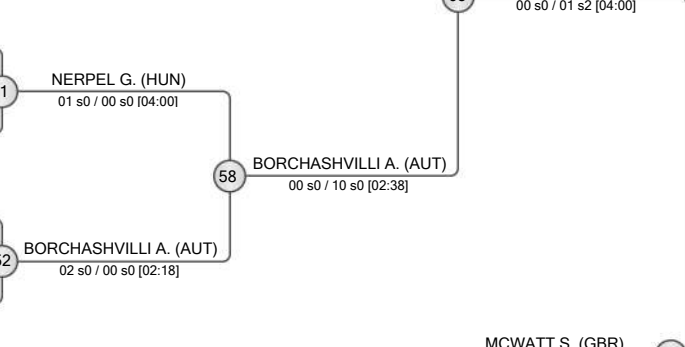 00 s0 / 01 s2 [04:00]
NERPEL G. (HUN)
01 s0 / 00 s0 [04:00]
BORCHASHVILLI A. (AUT)
58
00 s0 / 10 s0 [02:38]
BORCHASHVILLI A. (AUT)
02 s0 / 00 s0 [02:18]
MCWATT S. (GBR)